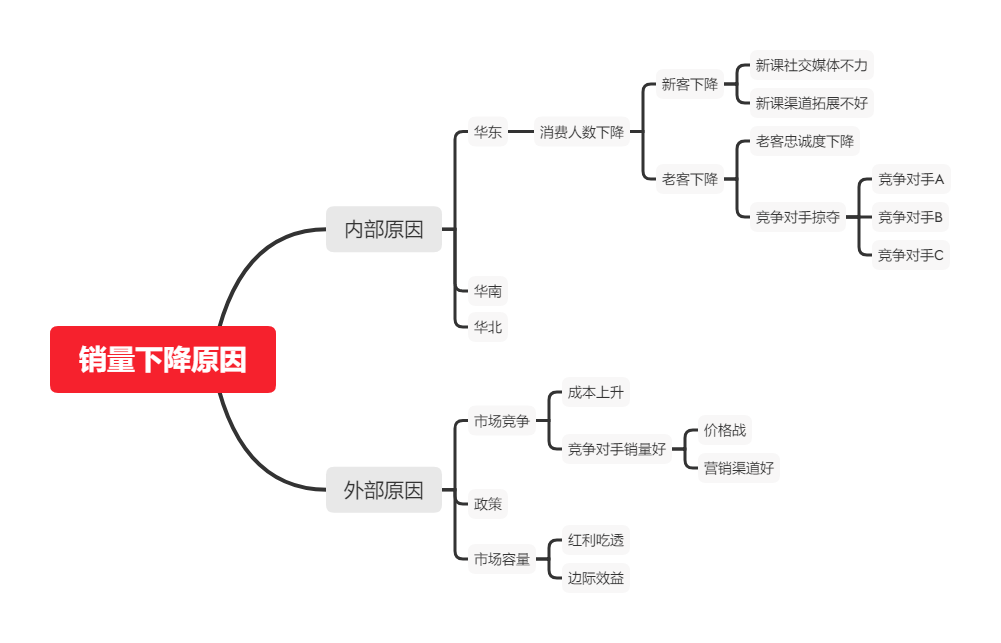 销量下降原因
内部原因
华东
消费人数下降
新客下降
新课社交媒体不力
新课渠道拓展不好
老客下降
老客忠诚度下降
竞争对手掠夺
竞争对手A
竞争对手B
竞争对手C
华南
华北
外部原因
市场竞争
成本上升
竞争对手销量好
价格战
营销渠道好
政策
市场容量
红利吃透
边际效益